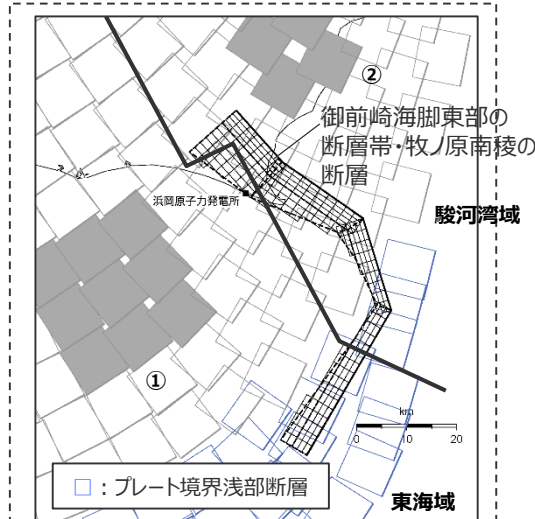 ②
御前崎海脚東部の
断層帯・牧ノ原南稜の
断層
浜岡原子力発電所
駿河湾域
①
km
0 10 20
□：プレート境界浅部断層
東海域